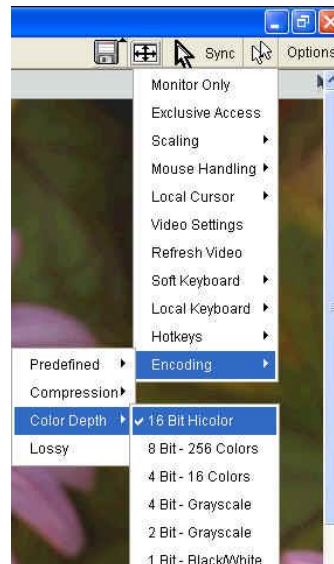 Sync Options
Monitor Only
Exclusive Access
Scaling
Mouse Handling
Local Cursor
Video Settings
Refresh Video
Soft Keyboard
Local Keyboard
Hotkeys
Predefined Encoding
Compression
Color Depth 16 Bit Hicolor
Lossy 8 Bit - 256 Colors
4 Bit - 16 Colors
4 Bit - Grayscale
2 Bit - Grayscale
1 Bit - Black/White